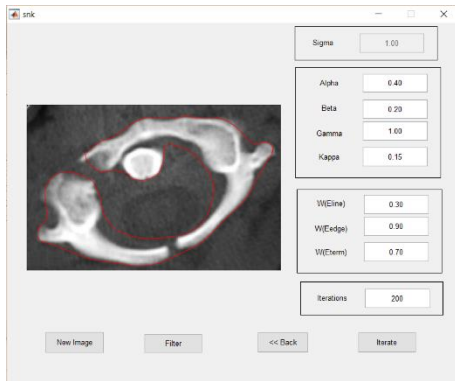 snk
Sigma 1.00
Alpha 0.40
Beta 0.20
Gamma 1.00
Kappa 0.15
W(Eline) 0.30
W(Eedge) 0.90
W(Eterm) 0.70
Iterations 200
New Image Filter << Back Iterate